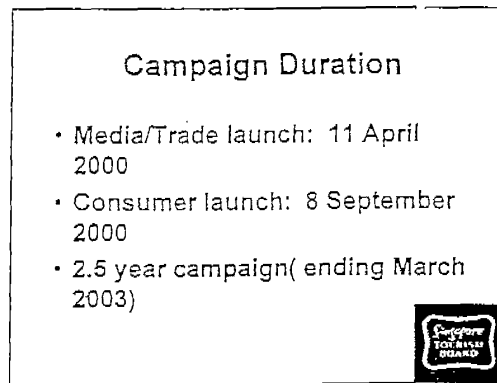 Campaign Duration
• Media/Trade launch: 11 April
2000
• Consumer launch: 8 September
2000
• 2.5 year campaign( ending March
2003)
Singapore
TOURISM
BOARD